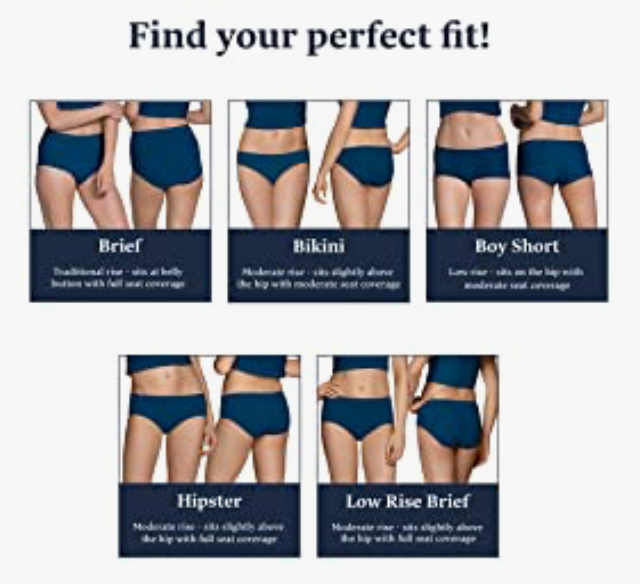 Find your perfect fit!
Brief
Traditional rise - sits at belly
button with full seat coverage
Bikini
Moderate rise - sits slightly above
the hip with moderate seat coverage
Boy Short
Low rise - sits on the hip with
moderate seat coverage
Hipster
Moderate rise - sits slightly above
the hip with full seat coverage
Low Rise Brief
Moderate rise - sits slightly above
the hip with full seat coverage